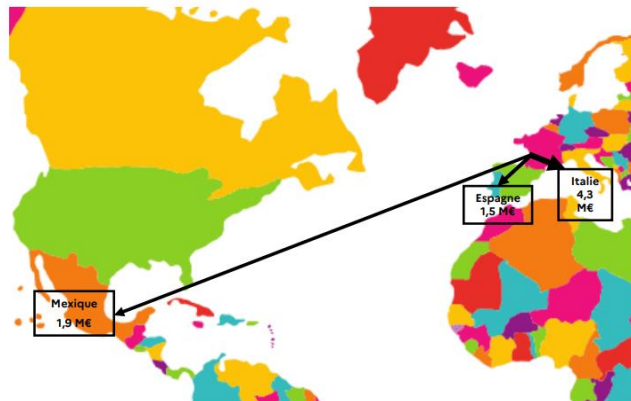 Italie
4,3
M€
Espagne
1,5 M€
Mexique
1,9 M€